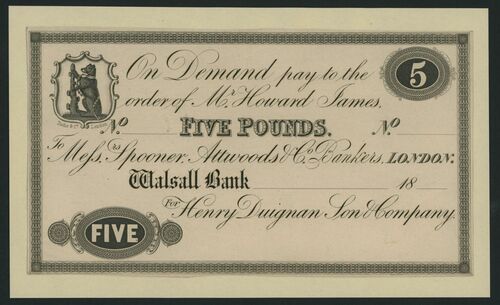 On Demand pay to the
5
order of Mr. Howard James,
No FIVE POUNDS. No
To Messrs. Spooner, Attwoods & Co. Bankers, LONDON:
Walsall Bank 18
For Henry Duignan Son & Company.
FIVE